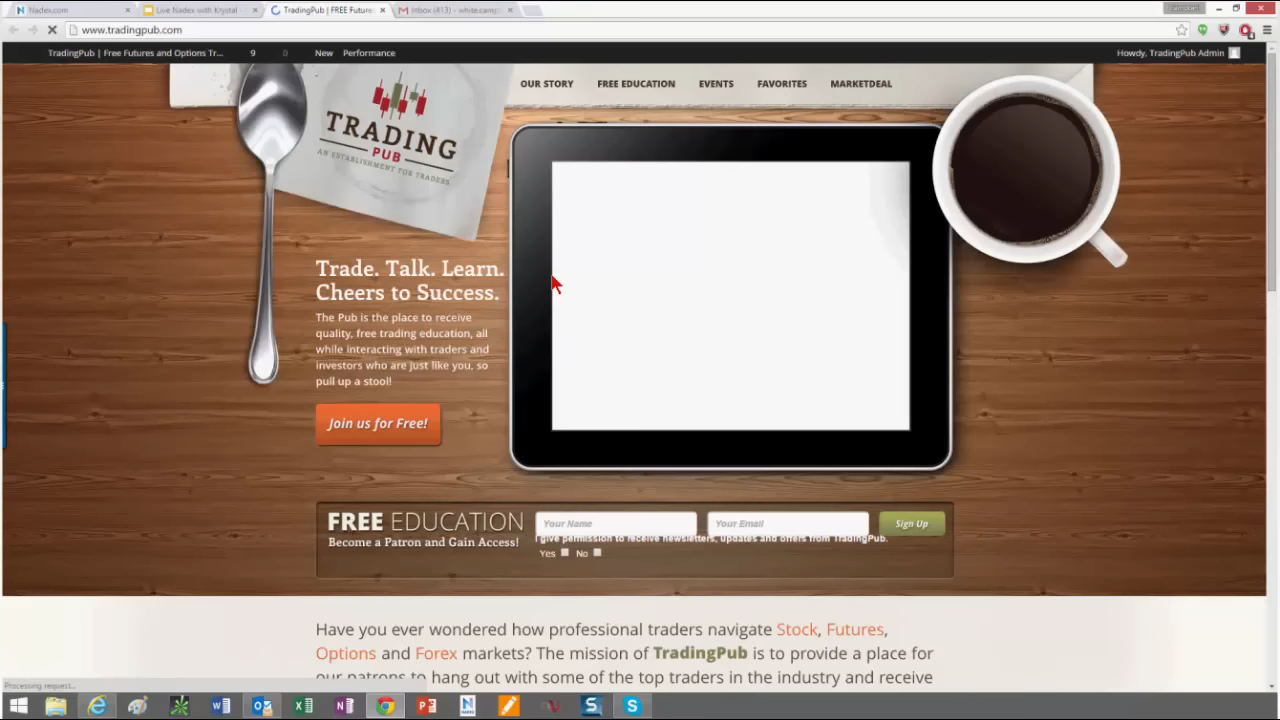 Nadex.com
Live Nadex with Krystal -
TradingPub | FREE Future
Inbox (413) - white.camp
www.tradingpub.com
TradingPub | Free Futures and Options Tr...
9
0
New
Performance
Howdy, TradingPub Admin
OUR STORY
FREE EDUCATION
EVENTS
FAVORITES
MARKETDEAL
TRADING
PUB
AN ESTABLISHMENT FOR TRADERS
Trade. Talk. Learn.
Cheers to Success.
The Pub is the place to receive
quality, free trading education, all
while interacting with traders and
investors who are just like you, so
pull up a stool!
Join us for Free!
FREE EDUCATION
Become a Patron and Gain Access!
Your Name
Your Email
Sign Up
I give permission to receive newsletters, updates and offers from TradingPub.
Yes
No
Have you ever wondered how professional traders navigate Stock, Futures,
Options and Forex markets? The mission of TradingPub is to provide a place for
our patrons to hang out with some of the top traders in the industry and receive
Processing request...